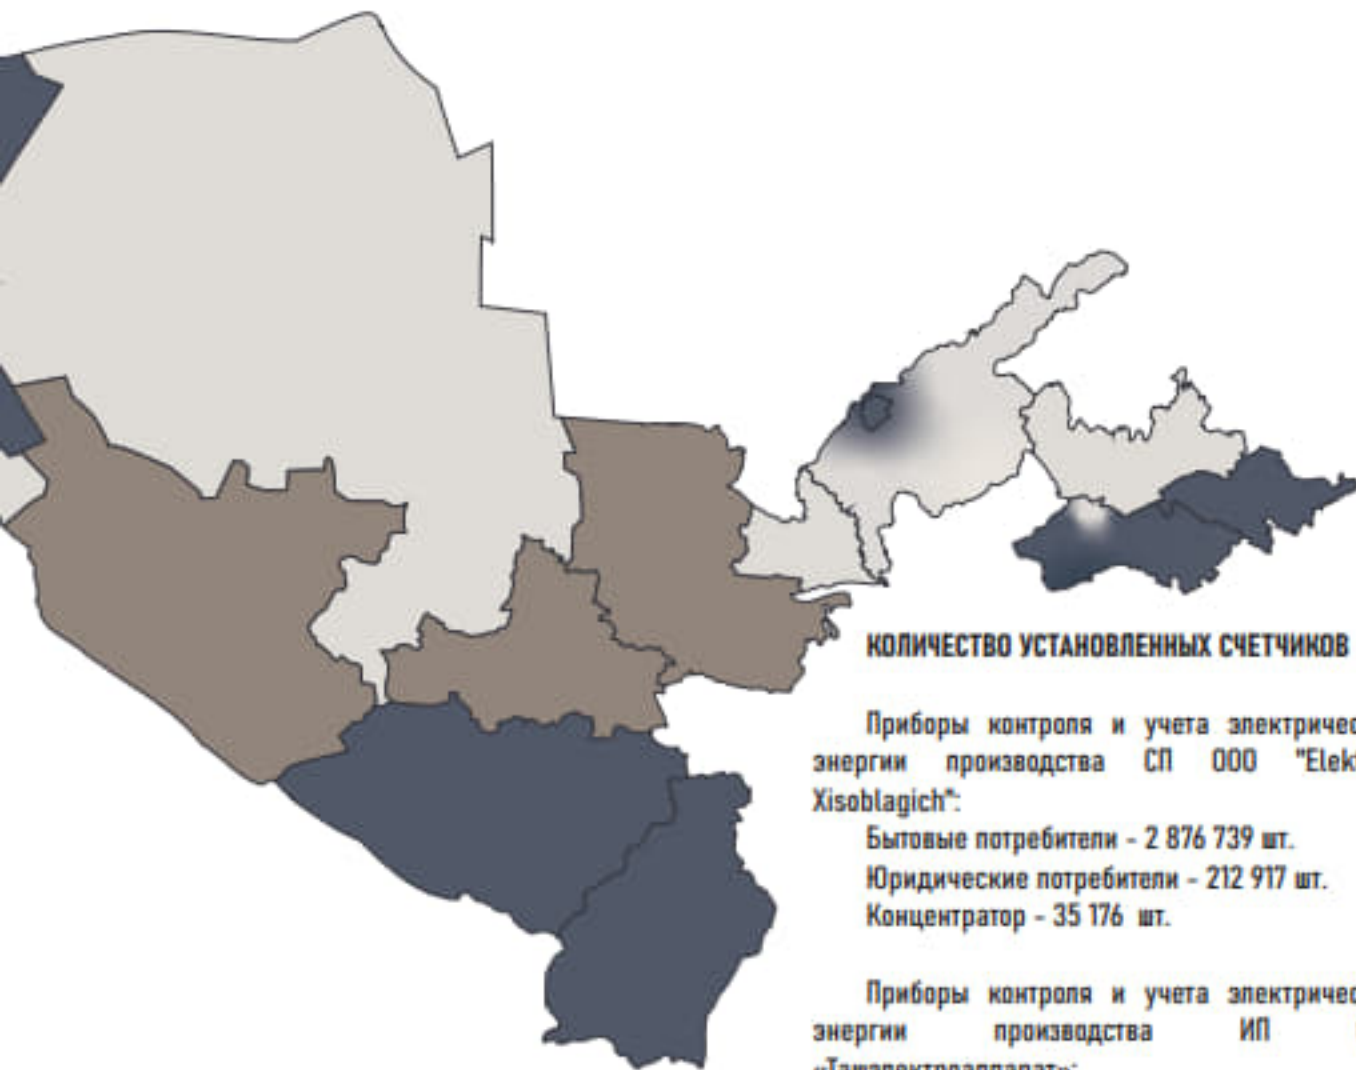 КОЛИЧЕСТВО УСТАНОВЛЕННЫХ СЧЕТЧИКОВ
Приборы контроля и учета электричес
энергии производства СП ООО "Elek
Xisoblagich":
Бытовые потребители - 2 876 739 шт.
Юридические потребители - 212 917 шт.
Концентратор - 35 176 шт.
Приборы контроля и учета электричес
энергии производства ИП
«Ташэлектроаппарат»: